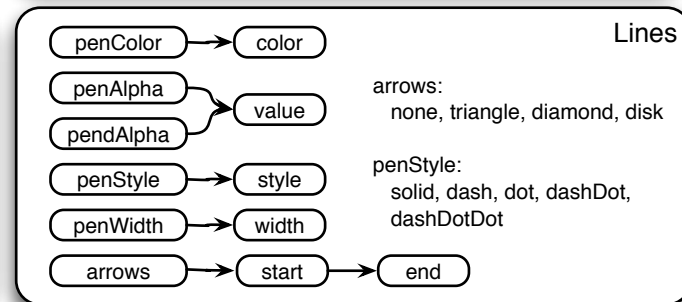 Lines
penColor color
penAlpha
value
pendAlpha
penStyle style
penWidth width
arrows start end
arrows:
none, triangle, diamond, disk
penStyle:
solid, dash, dot, dashDot,
dashDotDot